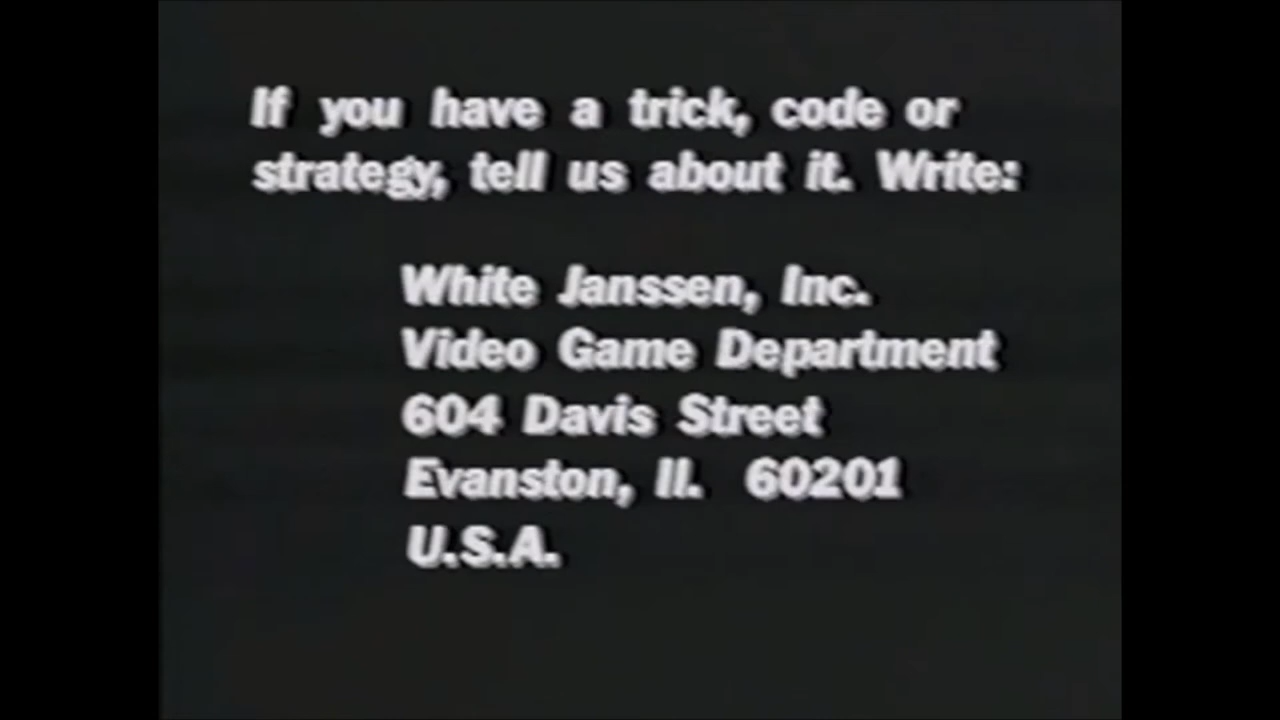 If you have a trick, code or
strategy, tell us about it. Write:
White Janssen, Inc.
Video Game Department
604 Davis Street
Evanston, Il. 60201
U.S.A.